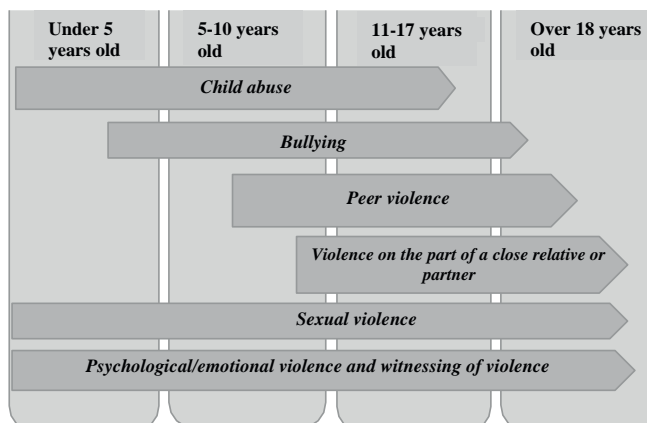 Under 5
years old
5-10 years
old
11-17 years
old
Over 18 years
old
Child abuse
Bullying
Peer violence
Violence on the part of a close relative or
partner
Sexual violence
Psychological/emotional violence and witnessing of violence